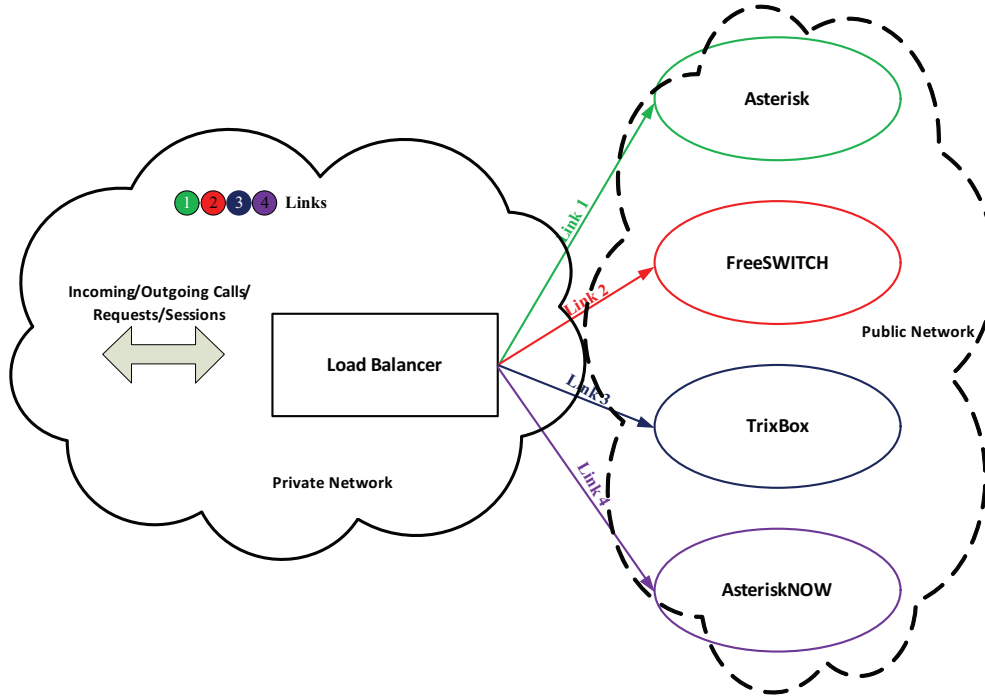 Asterisk
Link 1
1 2 3 4 Links
FreeSWITCH
Incoming/Outgoing Calls/
Requests/Sessions
Link 2
Public Network
Load Balancer
Link 3
TrixBox
Private Network
Link 4
AsteriskNOW